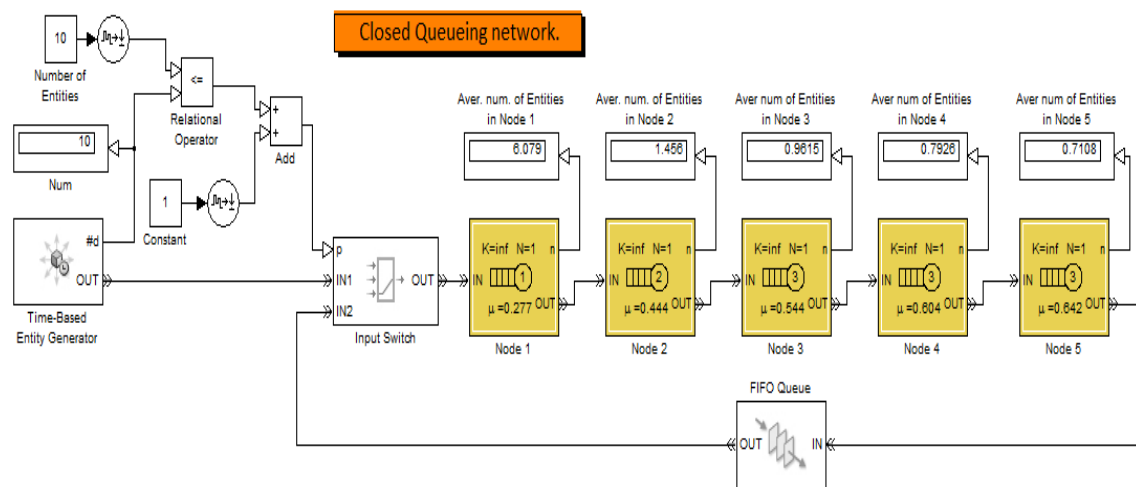 Closed Queueing network.
10
Number of
Entities
<=
Relational
Operator
10
Num
+
+
Add
1
Constant
#d
OUT
Time-Based
Entity Generator
p
IN1
IN2
OUT
Input Switch
Aver. num. of Entities
in Node 1
6.079
K=inf N=1
n
IN
1
OUT
μ=0.277
Node 1
Aver. num. of Entities
in Node 2
1.456
K=inf N=1
n
IN
2
OUT
μ=0.444
Node 2
Aver num of Entities
in Node 3
0.9615
K=inf N=1
n
IN
3
OUT
μ=0.544
Node 3
Aver num of Entities
in Node 4
0.7926
K=inf N=1
n
IN
3
OUT
μ=0.604
Node 4
Aver num of Entities
in Node 5
0.7108
K=inf N=1
n
IN
3
OUT
μ=0.642
Node 5
FIFO Queue
OUT
IN